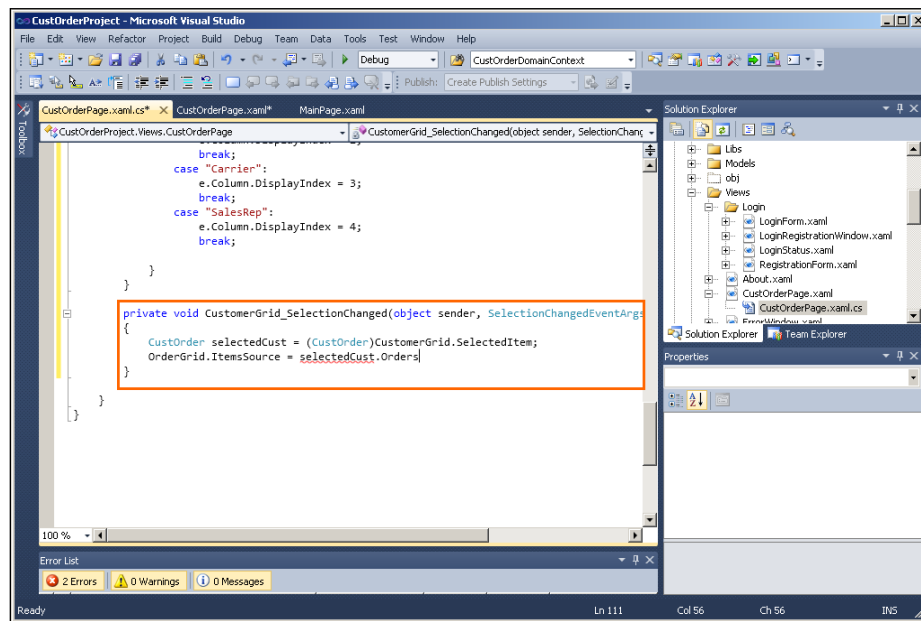 CustOrderProject - Microsoft Visual Studio
File Edit View Refactor Project Build Debug Team Data Tools Test Window Help
Debug CustOrderDomainContext
Publish: Create Publish Settings
Toolbox
CustOrderPage.xaml.cs* CustOrderPage.xaml* MainPage.xaml
CustOrderProject.Views.CustOrderPage CustomerGrid_SelectionChanged(object sender, SelectionChang
break;
case "Carrier":
e.Column.DisplayIndex = 3;
break;
case "SalesRep":
e.Column.DisplayIndex = 4;
break;
}
}
private void CustomerGrid_SelectionChanged(object sender, SelectionChangedEventArgs
{
CustOrder selectedCust = (CustOrder)CustomerGrid.SelectedItem;
OrderGrid.ItemsSource = selectedCust.Orders
}
}
}
100 %
Error List
2 Errors 0 Warnings 0 Messages
Solution Explorer
Libs
Models
obj
Views
Login
LoginForm.xaml
LoginRegistrationWindow.xaml
LoginStatus.xaml
RegistrationForm.xaml
About.xaml
CustOrderPage.xaml
CustOrderPage.xaml.cs
ErrorWindow.xaml
Solution Explorer Team Explorer
Properties
Ready Ln 111 Col 56 Ch 56 INS